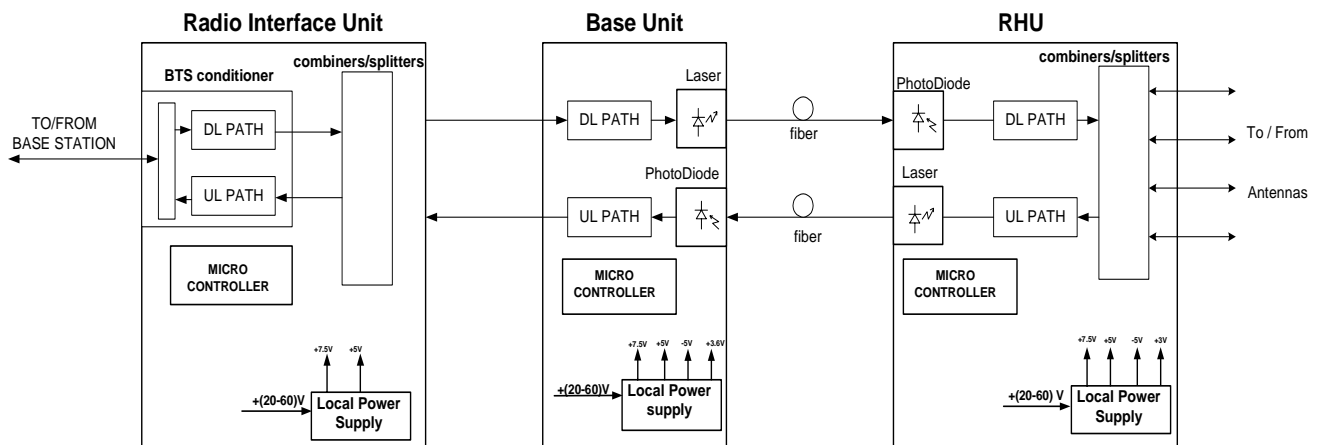 Radio Interface Unit
Base Unit
RHU
BTS conditioner
combiners/splitters
DL PATH
UL PATH
TO/FROM
BASE STATION
MICRO
CONTROLLER
+7.5V
+5V
+(20-60)V
Local Power
Supply
Laser
DL PATH
PhotoDiode
UL PATH
MICRO
CONTROLLER
+7.5V
+5V
-5V
+3.6V
+(20-60)V
Local Power
supply
fiber
fiber
combiners/splitters
PhotoDiode
DL PATH
Laser
UL PATH
MICRO
CONTROLLER
+7.5V
+5V
-5V
+3V
+(20-60) V
Local Power
Supply
To / From
Antennas